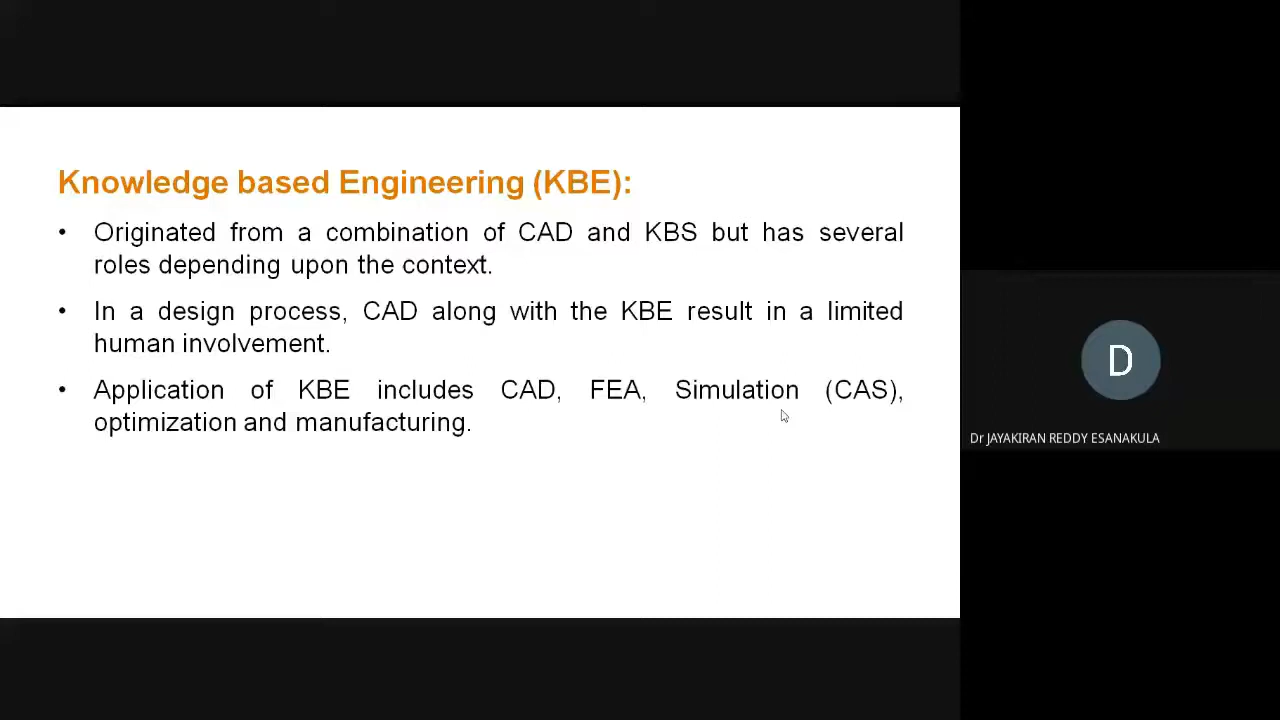 Knowledge based Engineering (KBE):
• Originated from a combination of CAD and KBS but has several
roles depending upon the context.
• In a design process, CAD along with the KBE result in a limited
human involvement.
• Application of KBE includes CAD, FEA, Simulation (CAS),
optimization and manufacturing.
D
Dr JAYAKIRAN REDDY ESANAKULA